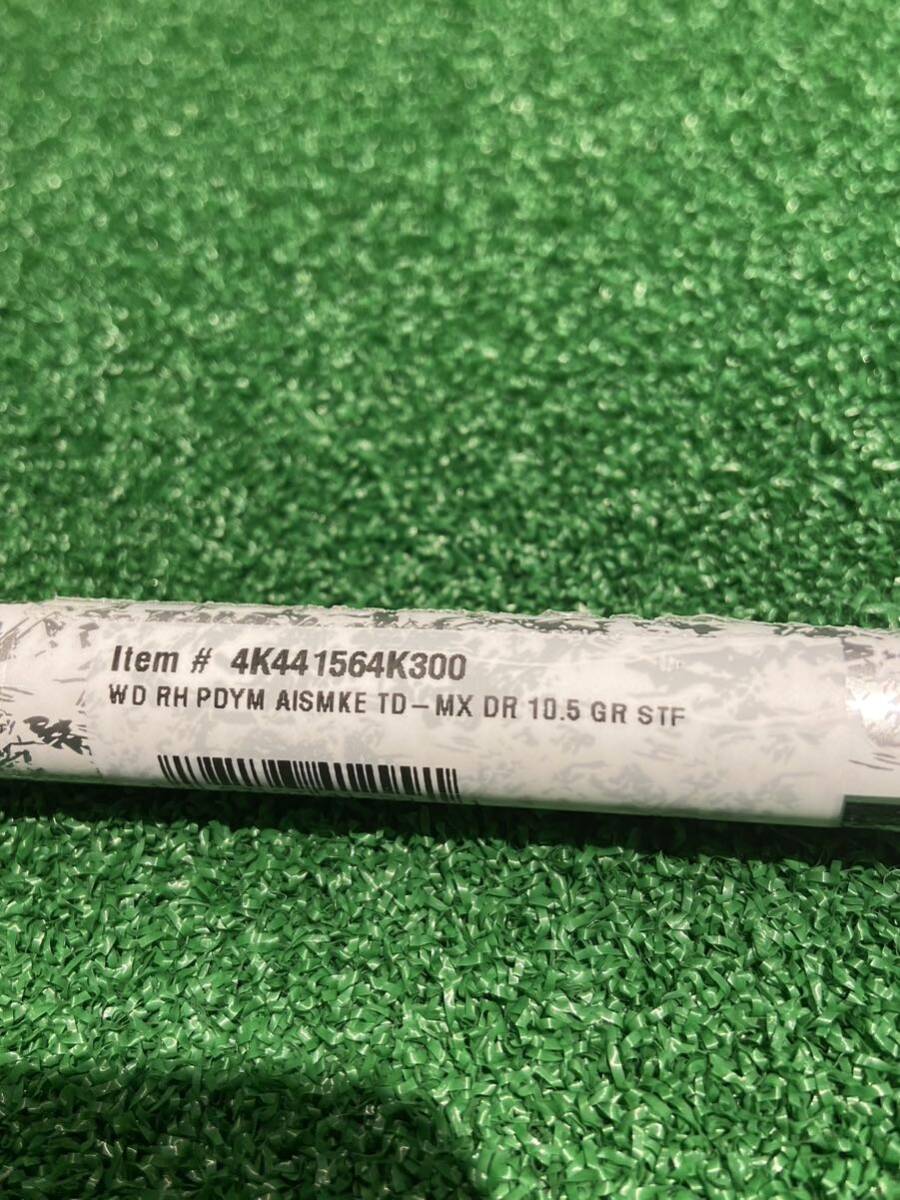 Item # 4K441564K300
WD RH PDYM AISMKE TD-MX DR 10.5 GR STF